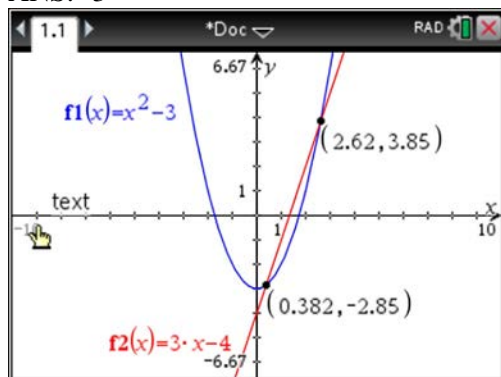 1.1 *Doc RAD
6.67 y
f1(x)=x²-3
(2.62,3.85)
1
text
x
1 10
(0.382,-2.85)
f2(x)=3·x-4
-6.67